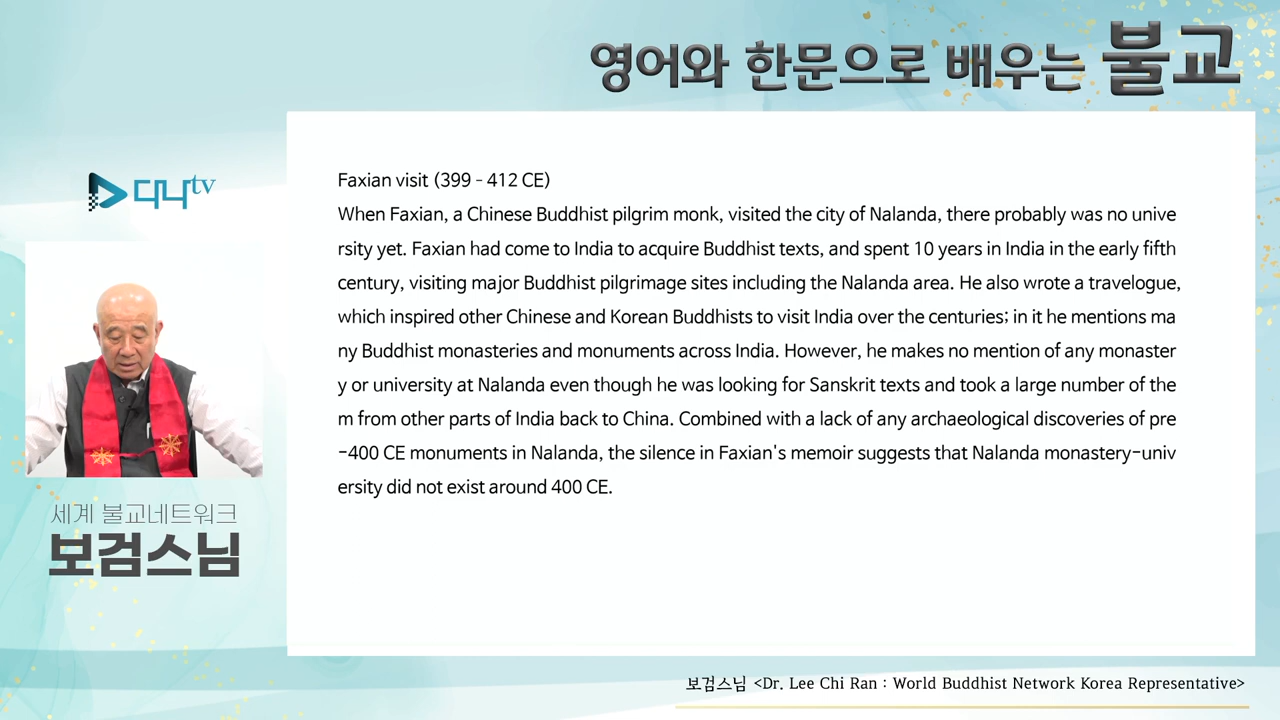 영어와 한문으로 배우는 불교
디나tv
Faxian visit (399 - 412 CE)
When Faxian, a Chinese Buddhist pilgrim monk, visited the city of Nalanda, there probably was no unive
rsity yet. Faxian had come to India to acquire Buddhist texts, and spent 10 years in India in the early fifth
century, visiting major Buddhist pilgrimage sites including the Nalanda area. He also wrote a travelogue,
which inspired other Chinese and Korean Buddhists to visit India over the centuries; in it he mentions ma
ny Buddhist monasteries and monuments across India. However, he makes no mention of any monaster
y or university at Nalanda even though he was looking for Sanskrit texts and took a large number of the
m from other parts of India back to China. Combined with a lack of any archaeological discoveries of pre
-400 CE monuments in Nalanda, the silence in Faxian's memoir suggests that Nalanda monastery-univ
ersity did not exist around 400 CE.
세계 불교네트워크
보검스님
보검스님 <Dr. Lee Chi Ran : World Buddhist Network Korea Representative>